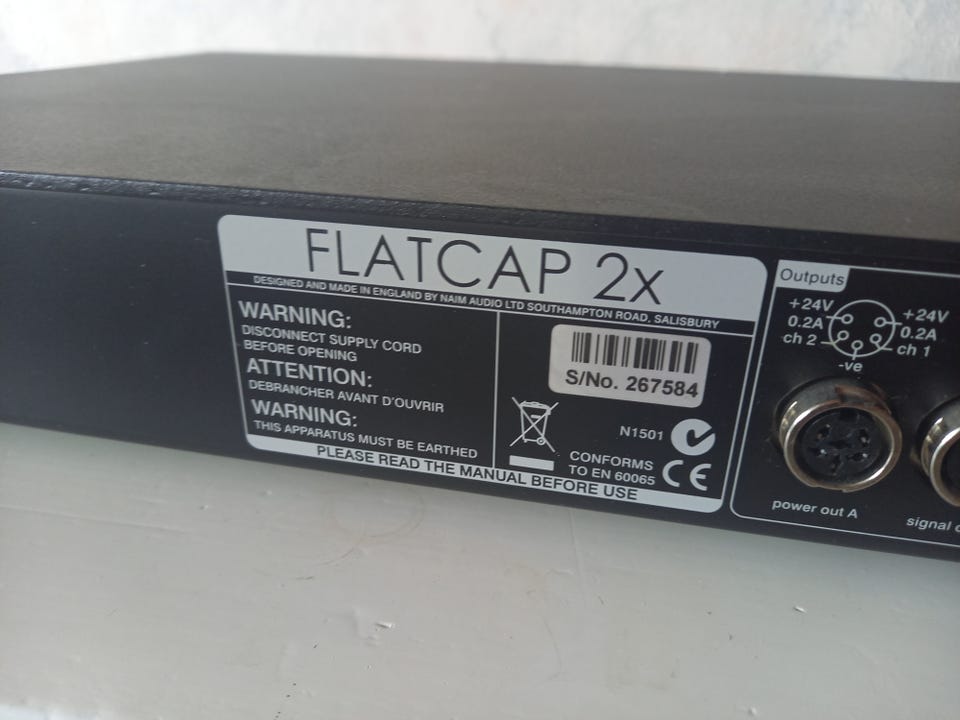 FLATCAP 2x
DESIGNED AND MADE IN ENGLAND BY NAIM AUDIO LTD SOUTHAMPTON ROAD, SALISBURY
WARNING:
DISCONNECT SUPPLY CORD
BEFORE OPENING
ATTENTION:
DEBRANCHER AVANT D'OUVRIR
WARNING:
THIS APPARATUS MUST BE EARTHED
S/No. 267584
N1501
CONFORMS
TO EN 60065
CE
PLEASE READ THE MANUAL BEFORE USE
Outputs
+24V
0.2A
ch 2
+24V
0.2A
ch 1
-ve
power out A
signal